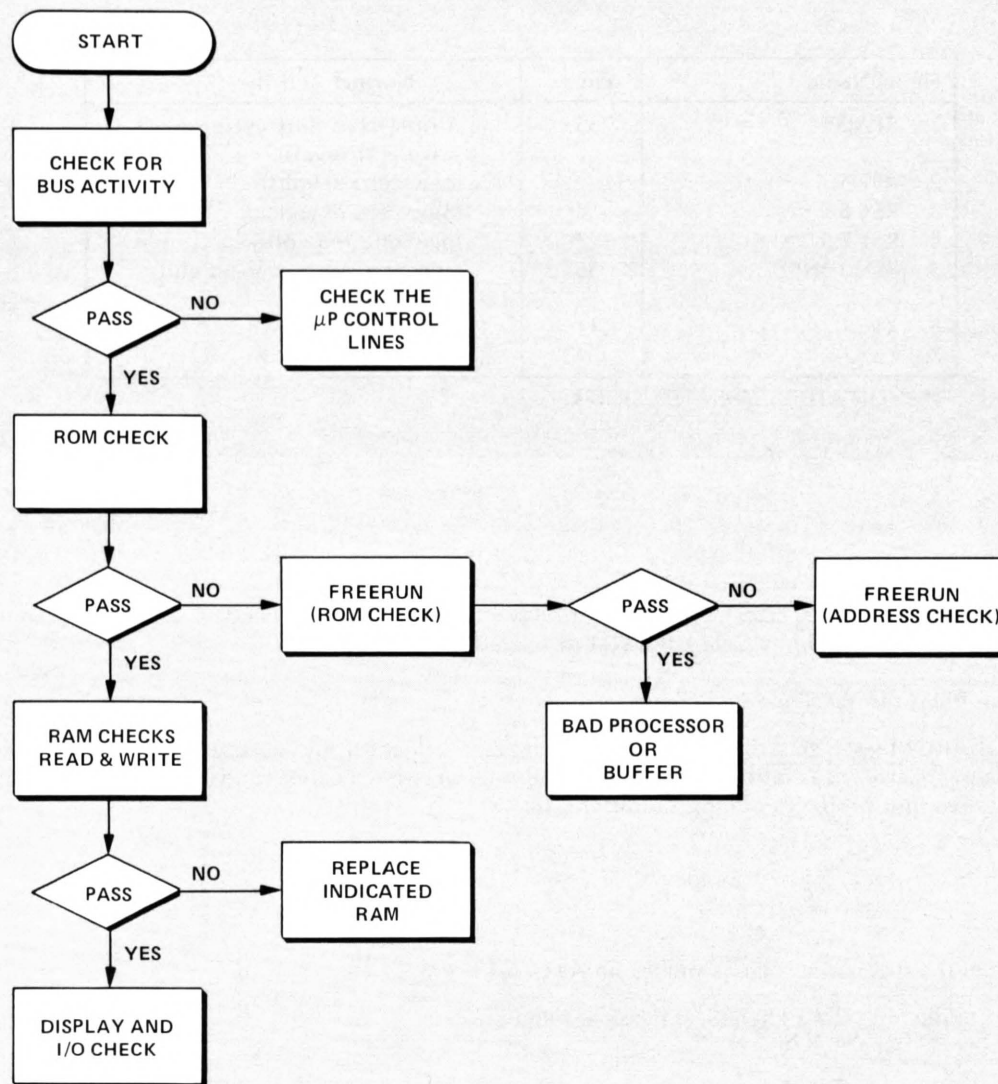 START
CHECK FOR
BUS ACTIVITY
PASS
NO
CHECK THE
μP CONTROL
LINES
YES
ROM CHECK
PASS
NO
FREERUN
(ROM CHECK)
PASS
NO
FREERUN
(ADDRESS CHECK)
YES
YES
RAM CHECKS
READ & WRITE
BAD PROCESSOR
OR
BUFFER
PASS
NO
REPLACE
INDICATED
RAM
YES
DISPLAY AND
I/O CHECK